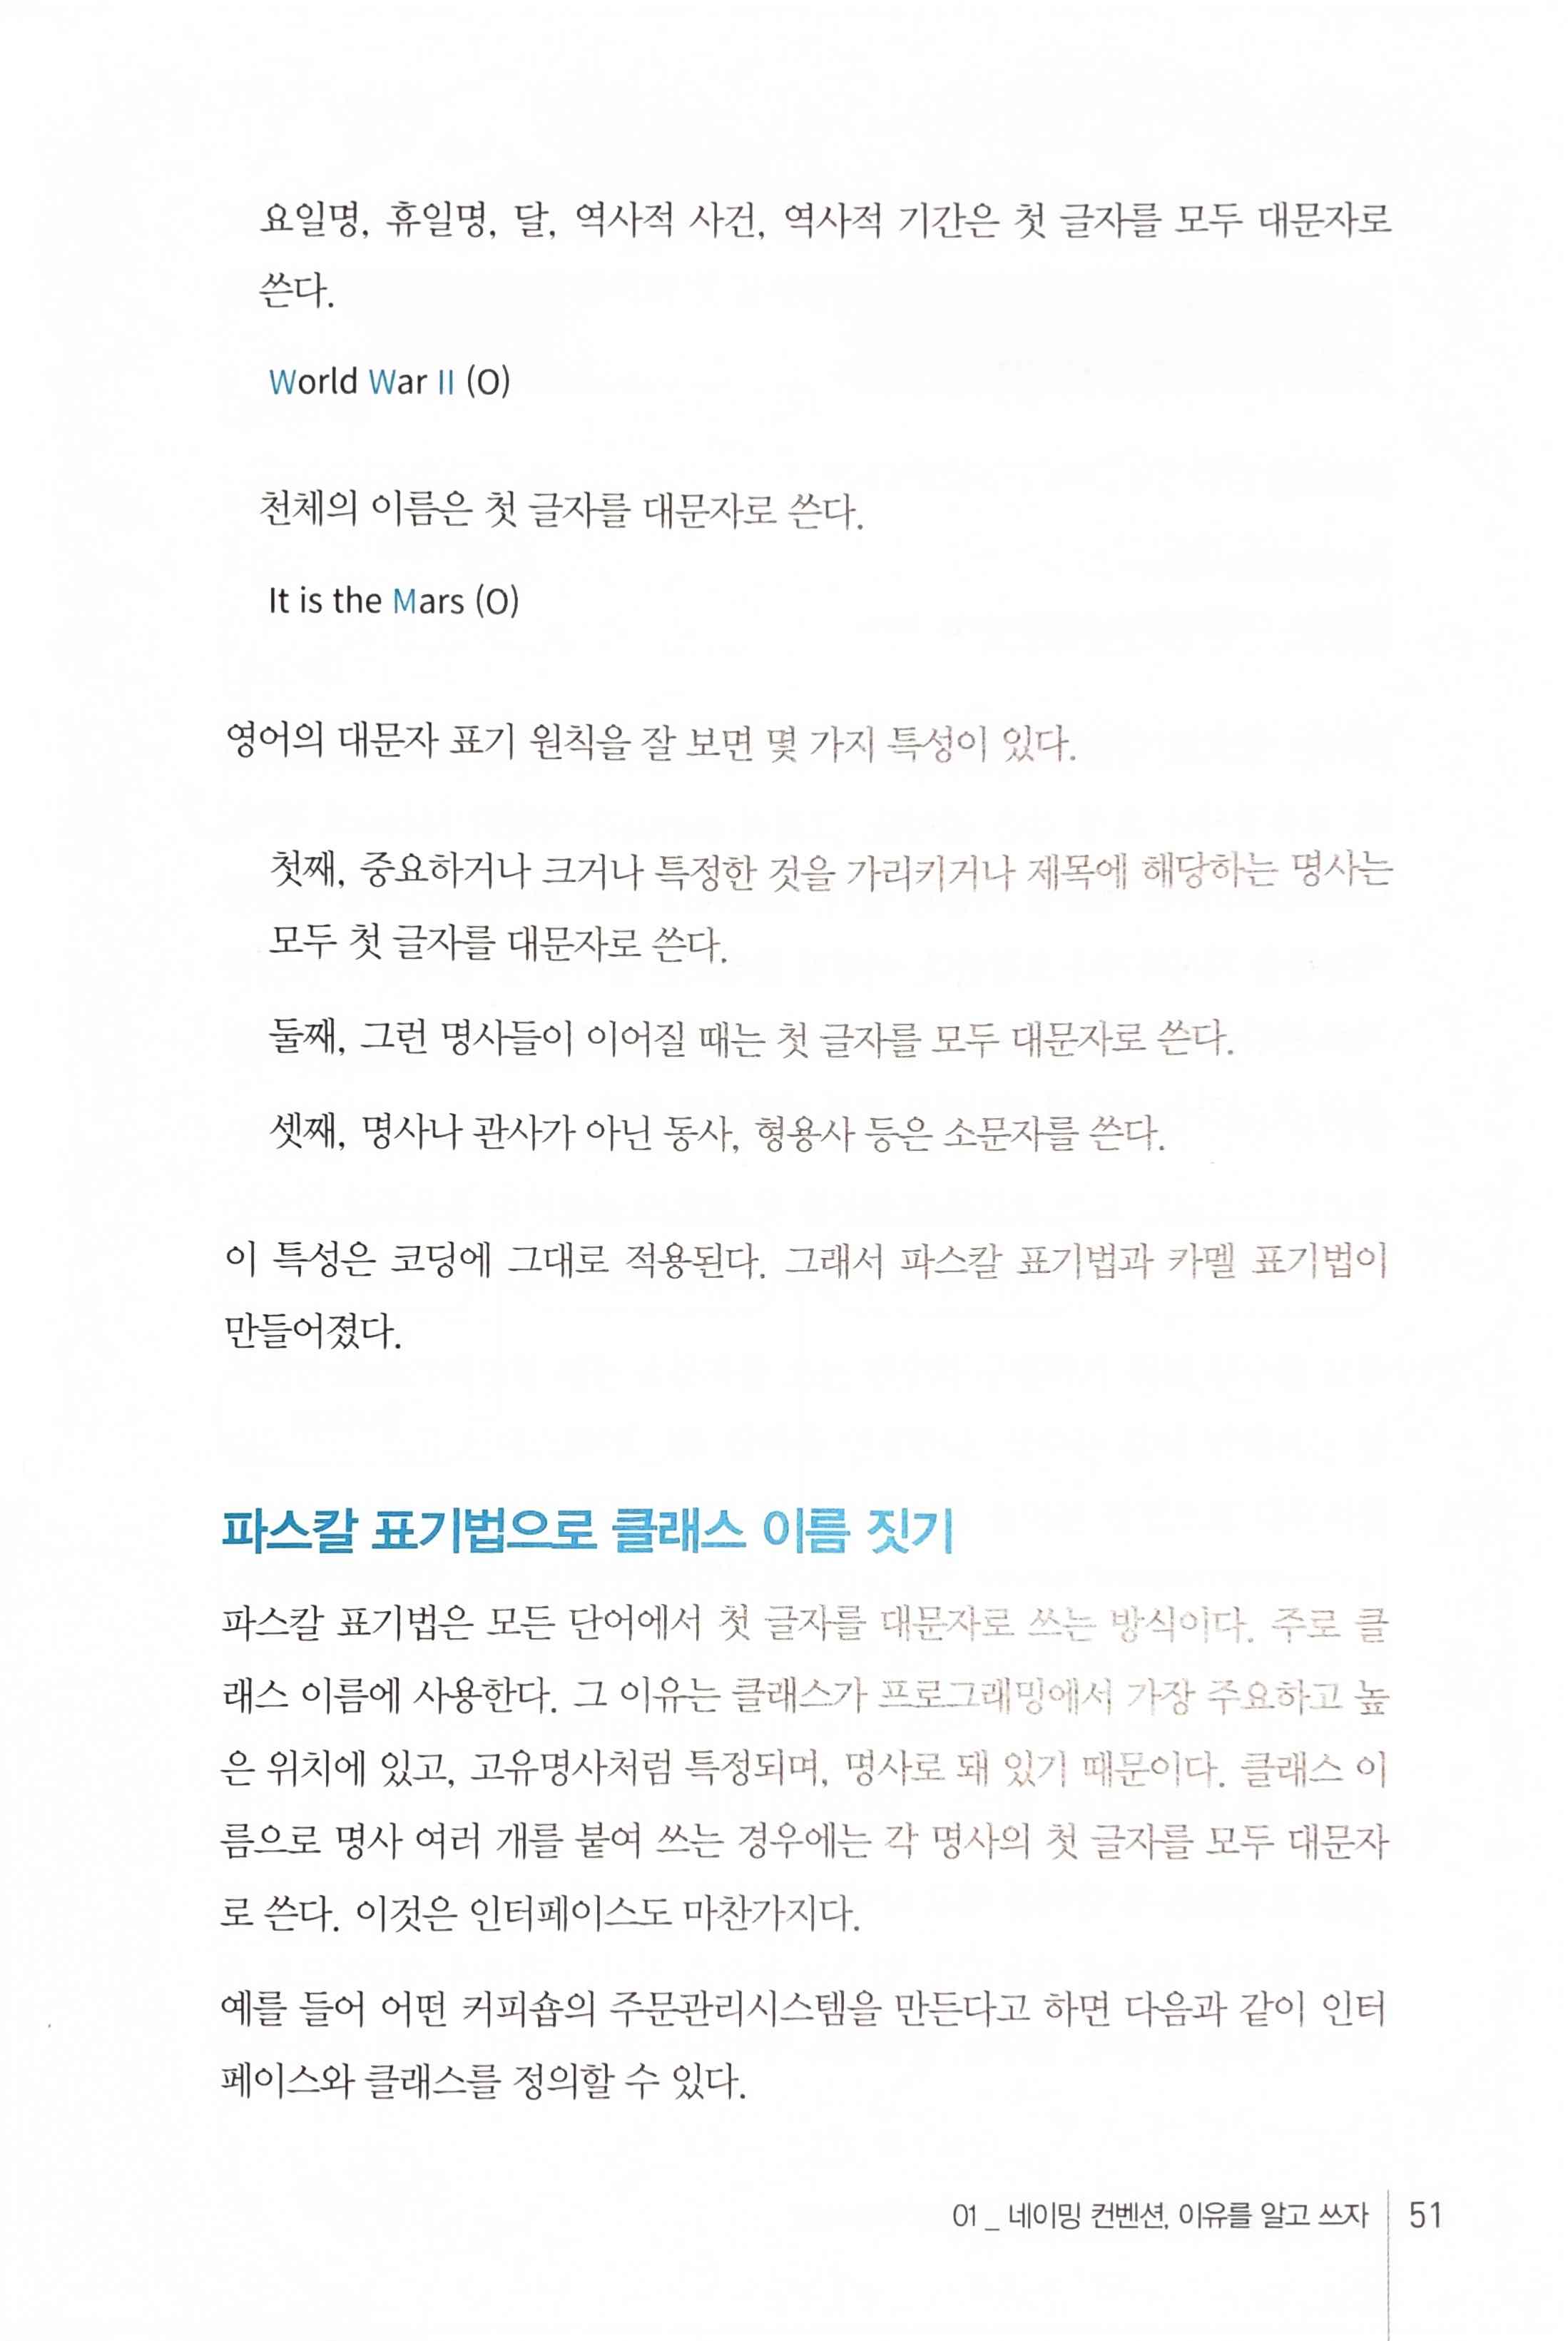 요일명, 휴일명, 달, 역사적 사건, 역사적 기간은 첫 글자를 모두 대문자로
쓴다.
World War II (O)
천체의 이름은 첫 글자를 대문자로 쓴다.
It is the Mars (O)
영어의 대문자 표기 원칙을 잘 보면 몇 가지 특성이 있다.
첫째, 중요하거나 크거나 특정한 것을 가리키거나 제목에 해당하는 명사는
모두 첫 글자를 대문자로 쓴다.
둘째, 그런 명사들이 이어질 때는 첫 글자를 모두 대문자로 쓴다.
셋째, 명사나 관사가 아닌 동사, 형용사 등은 소문자를 쓴다.
이 특성은 코딩에 그대로 적용된다. 그래서 파스칼 표기법과 카멜 표기법이
만들어졌다.
파스칼 표기법으로 클래스 이름 짓기
파스칼 표기법은 모든 단어에서 첫 글자를 대문자로 쓰는 방식이다. 주로 클
래스 이름에 사용한다. 그 이유는 클래스가 프로그래밍에서 가장 주요하고 높
은 위치에 있고, 고유명사처럼 특정되며, 명사로 돼 있기 때문이다. 클래스 이
름으로 명사 여러 개를 붙여 쓰는 경우에는 각 명사의 첫 글자를 모두 대문자
로 쓴다. 이것은 인터페이스도 마찬가지다.
예를 들어 어떤 커피숍의 주문관리시스템을 만든다고 하면 다음과 같이 인터
페이스와 클래스를 정의할 수 있다.
01 _ 네이밍 컨벤션, 이유를 알고 쓰자 51